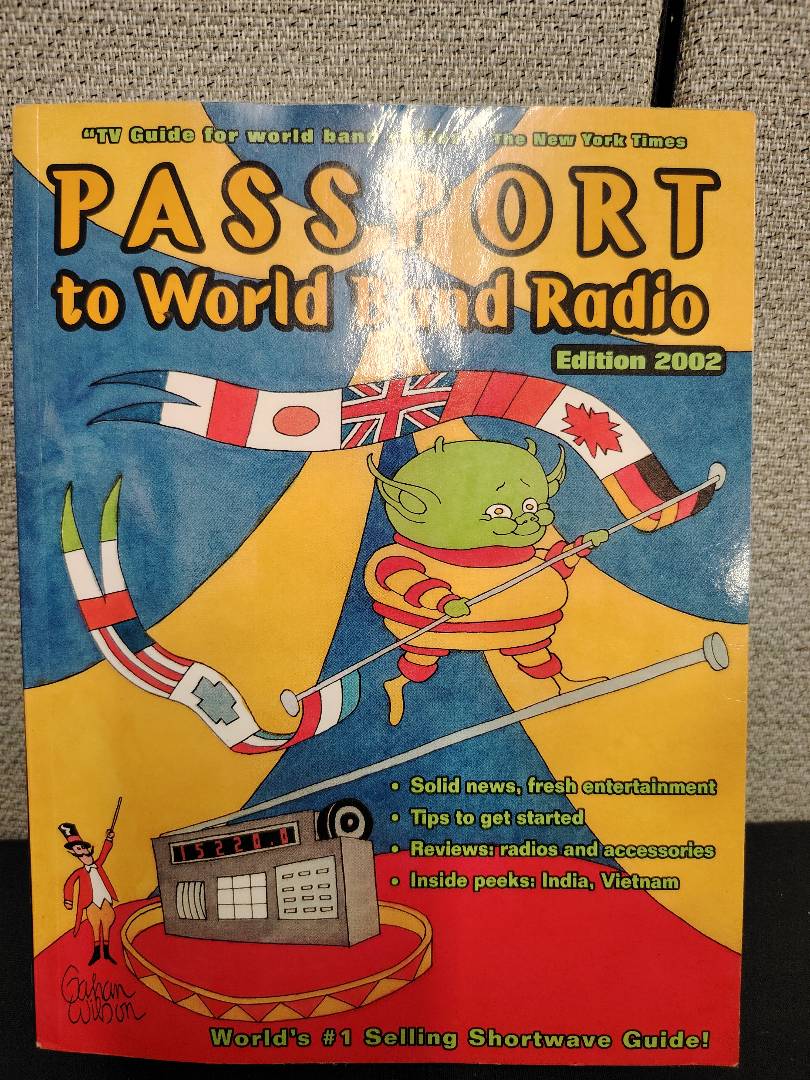 “TV Guide for world band radios” The New York Times
PASSPORT
to World Band Radio
Edition 2002
• Solid news, fresh entertainment
• Tips to get started
• Reviews: radios and accessories
• Inside peeks: India, Vietnam
15220.0
Gahan
Wilson
World's #1 Selling Shortwave Guide!